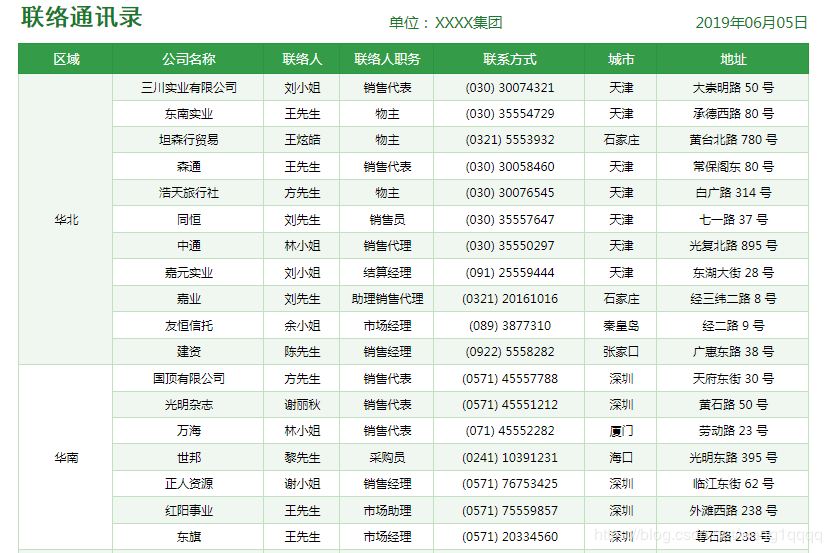 联络通讯录
单位：XXXX集团
2019年06月05日
区域 公司名称 联络人 联络人职务 联系方式 城市 地址
三川实业有限公司 刘小姐 销售代表 (030) 30074321 天津 大崇明路 50 号
东南实业 王先生 物主 (030) 35554729 天津 承德西路 80 号
坦森行贸易 王炫皓 物主 (0321) 5553932 石家庄 黄台北路 780 号
森通 王先生 销售代表 (030) 30058460 天津 常保阁东 80 号
浩天旅行社 方先生 物主 (030) 30076545 天津 白广路 314 号
华北 同恒 刘先生 销售员 (030) 35557647 天津 七一路 37 号
中通 林小姐 销售代理 (030) 35550297 天津 光复北路 895 号
嘉元实业 刘小姐 结算经理 (091) 25559444 天津 东湖大街 28 号
嘉业 刘先生 助理销售代理 (0321) 20161016 石家庄 经三纬二路 8 号
友恒信托 余小姐 市场经理 (089) 3877310 秦皇岛 经二路 9 号
建资 陈先生 销售经理 (0922) 5558282 张家口 广惠东路 38 号
国顶有限公司 方先生 销售代表 (0571) 45557788 深圳 天府东街 30 号
光明杂志 谢丽秋 销售代表 (0571) 45551212 深圳 黄石路 50 号
万海 林小姐 销售代表 (071) 45552282 厦门 劳动路 23 号
华南 世邦 黎先生 采购员 (0241) 10391231 海口 光明东路 395 号
正人资源 谢小姐 销售经理 (0571) 76753425 深圳 临江东街 62 号
红阳事业 王先生 市场助理 (0571) 75559857 深圳 外滩西路 238 号
东旗 王先生 市场经理 (0571) 20334560 深圳 尊石路 238 号